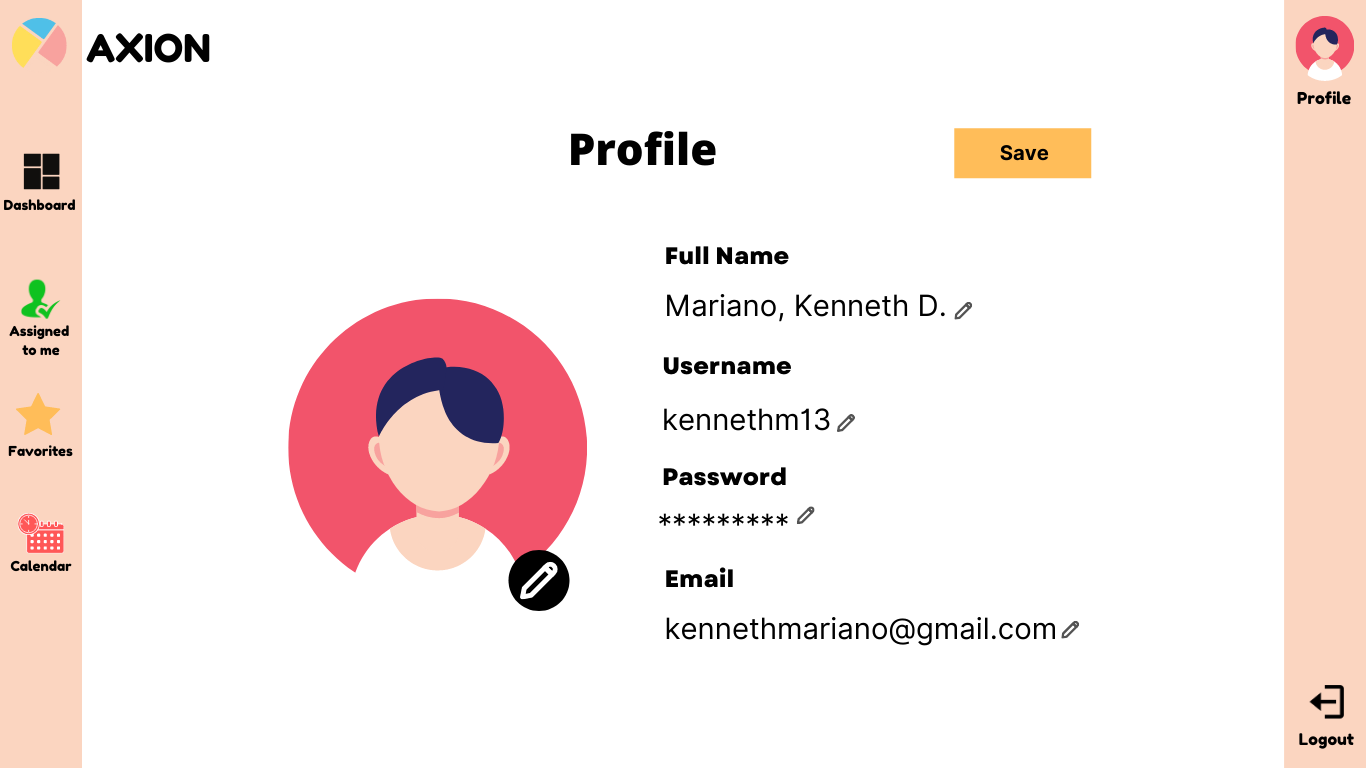 AXION
Profile
Dashboard
Assigned
to me
Favorites
Calendar
Profile
Save
Full Name
Mariano, Kenneth D.
Username
kennethm13
Password
*********
Email
kennethmariano@gmail.com
Logout